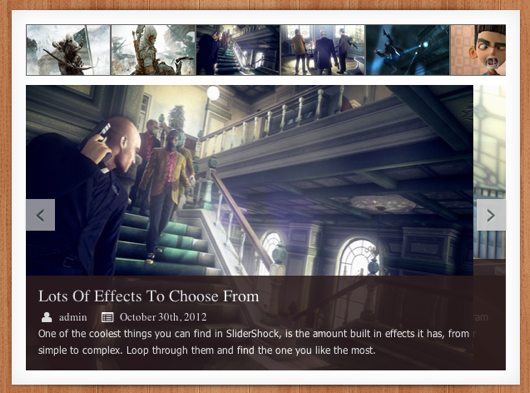 Lots Of Effects To Choose From
admin October 30th, 2012
One of the coolest things you can find in SliderShock, is the amount built in effects it has, from
simple to complex. Loop through them and find the one you like the most.